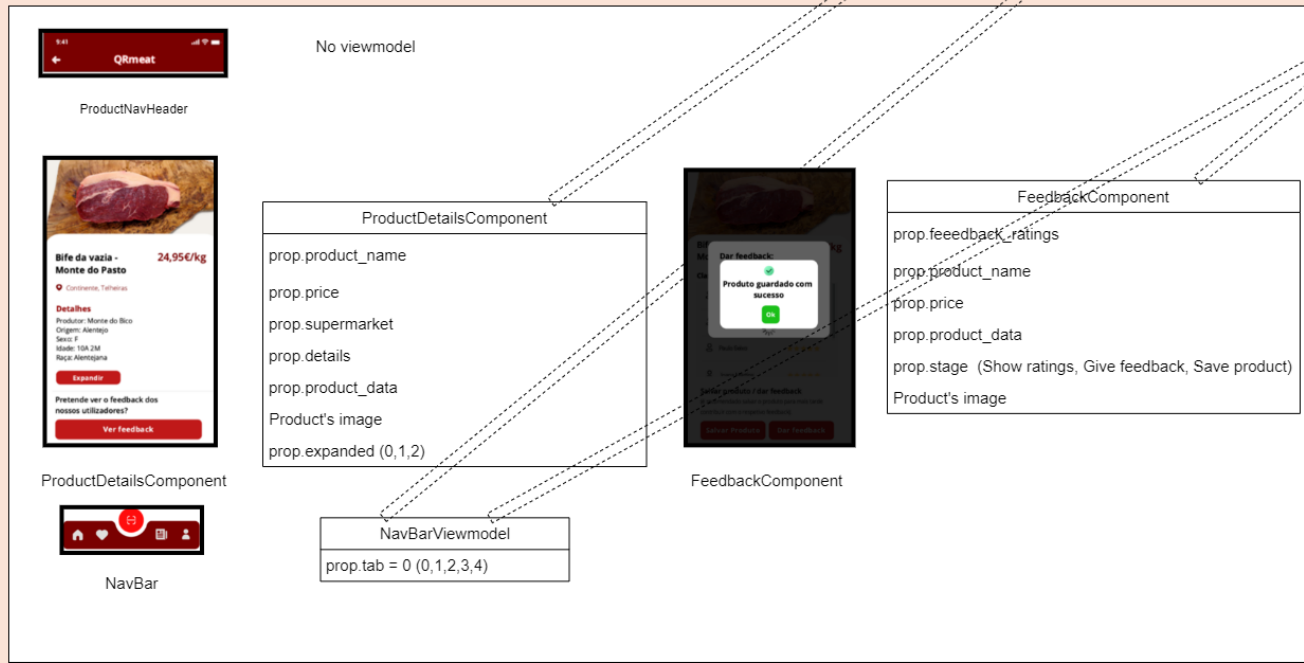 9:41
QRmeat
No viewmodel
ProductNavHeader
Bife da vazia -
Monte do Pasto
24,95€/kg
Continente, Telheiras
Detalhes
Produtor: Monte do Bico
Origem: Alentejo
Sexo: F
Idade: 10A 2M
Raça: Alentejana
Expandir
Pretende ver o feedback dos
nossos utilizadores?
Ver feedback
ProductDetailsComponent
ProductDetailsComponent
prop.product_name
prop.price
prop.supermarket
prop.details
prop.product_data
Product's image
prop.expanded (0,1,2)
Dar feedback:
Produto guardado com
sucesso
Ok
Salvar Produto
Dar feedback
FeedbackComponent
FeedbackComponent
prop.feeedback_ratings
prop.product_name
prop.price
prop.product_data
prop.stage (Show ratings, Give feedback, Save product)
Product's image
NavBar
NavBarViewmodel
prop.tab = 0 (0,1,2,3,4)